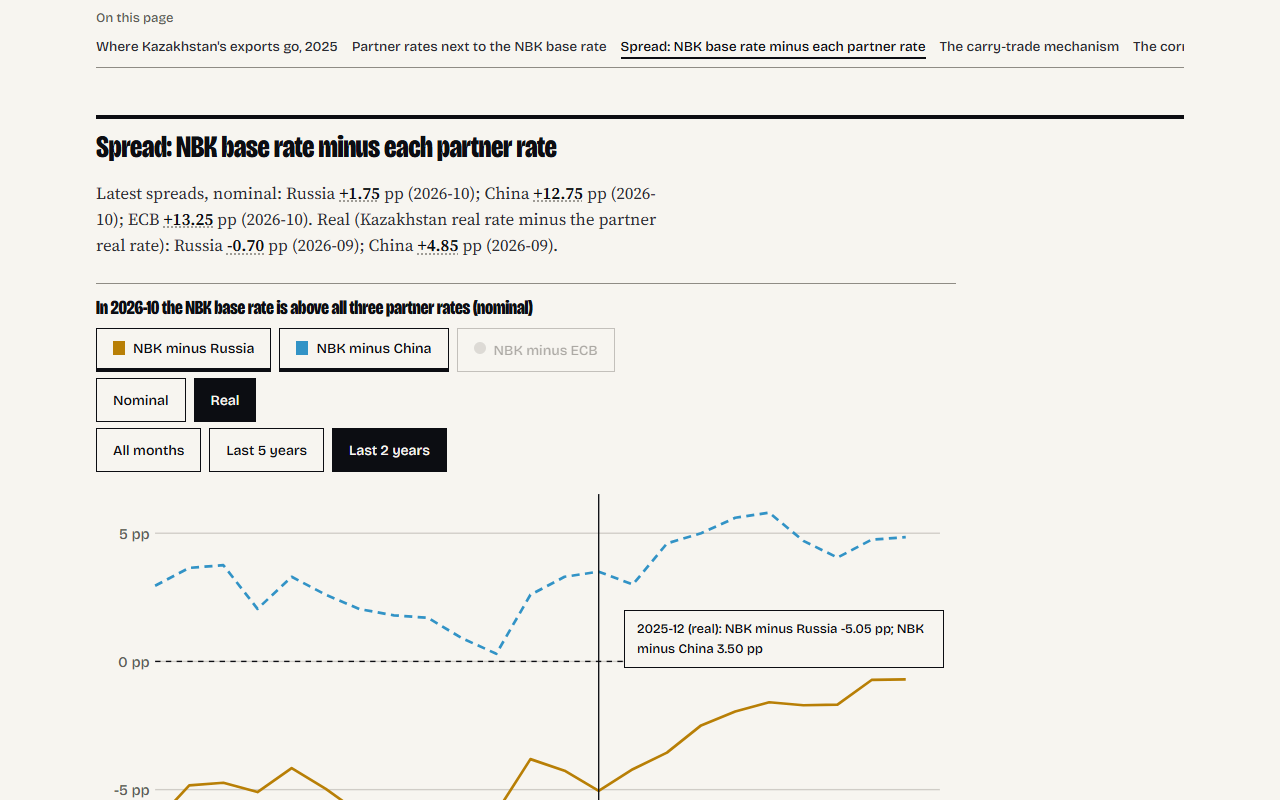 On this page
Where Kazakhstan's exports go, 2025 Partner rates next to the NBK base rate Spread: NBK base rate minus each partner rate The carry-trade mechanism The
Spread: NBK base rate minus each partner rate
Latest spreads, nominal: Russia +1.75 pp (2026-10); China +12.75 pp (2026-
10); ECB +13.25 pp (2026-10). Real (Kazakhstan real rate minus the partner
real rate): Russia -0.70 pp (2026-09); China +4.85 pp (2026-09).
In 2026-10 the NBK base rate is above all three partner rates (nominal)
NBK minus Russia NBK minus China NBK minus ECB
Nominal Real
All months Last 5 years Last 2 years
5 pp
2025-12 (real): NBK minus Russia -5.05 pp; NBK
minus China 3.50 pp
0 pp
-5 pp